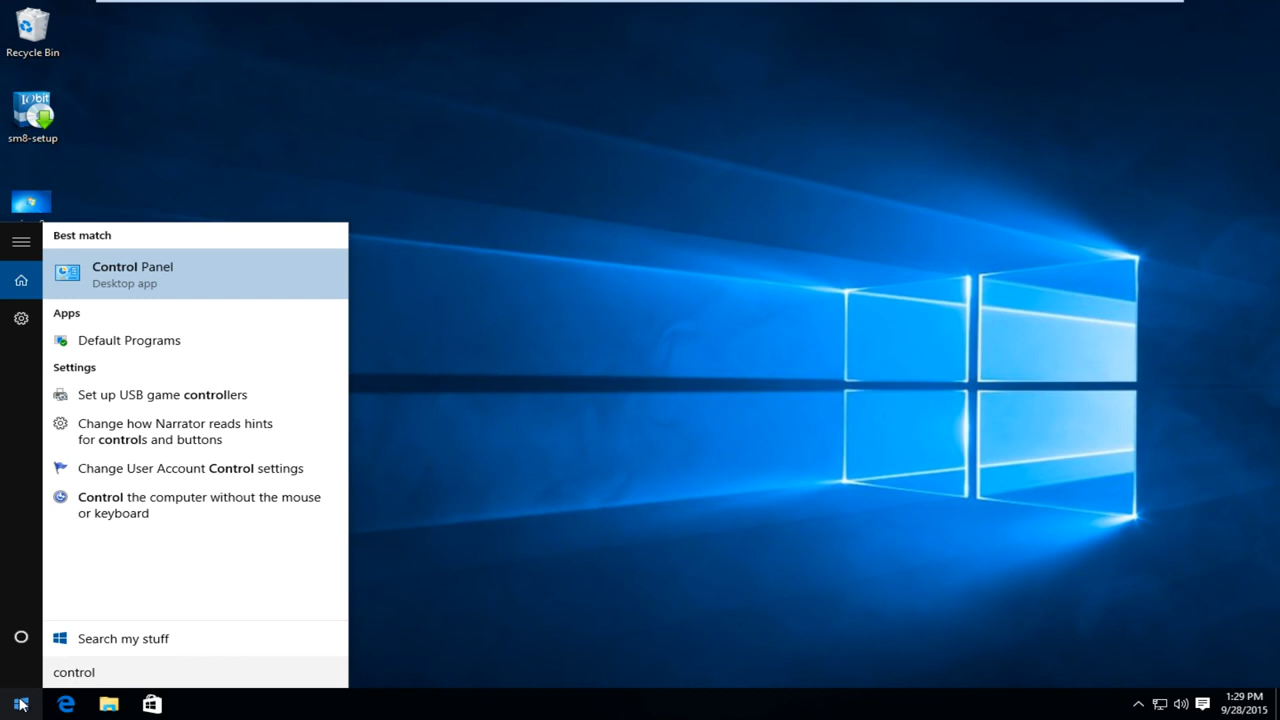 Recycle Bin
IObit
sm8-setup
Best match
Control Panel
Desktop app
Apps
Default Programs
Settings
Set up USB game controllers
Change how Narrator reads hints
for controls and buttons
Change User Account Control settings
Control the computer without the mouse
or keyboard
Search my stuff
control
1:29 PM
9/28/2015